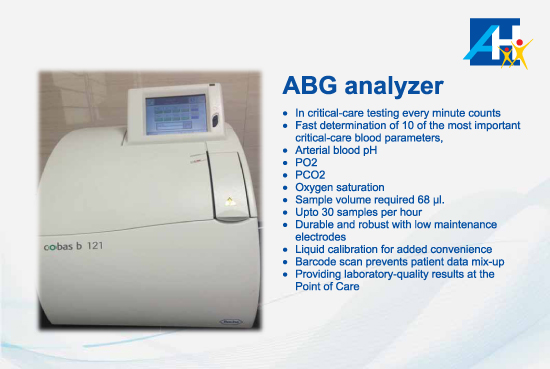 AH
ABG analyzer
• In critical-care testing every minute counts
• Fast determination of 10 of the most important
critical-care blood parameters,
• Arterial blood pH
• PO2
• PCO2
• Oxygen saturation
• Sample volume required 68 µl.
• Upto 30 samples per hour
• Durable and robust with low maintenance
electrodes
• Liquid calibration for added convenience
• Barcode scan prevents patient data mix-up
• Providing laboratory-quality results at the
Point of Care
cobas b 121